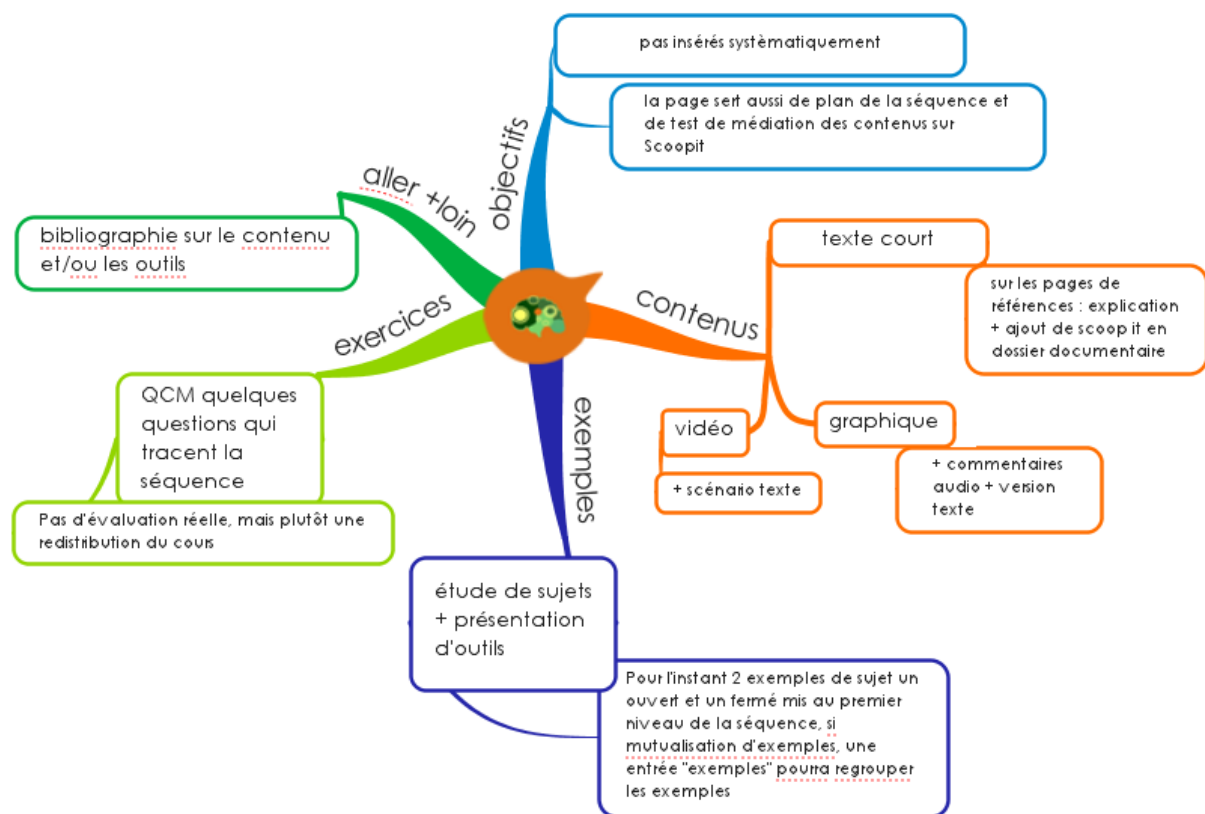 objectifs
pas insérés systèmatiquement
la page sert aussi de plan de la séquence et
de test de médiation des contenus sur
Scoopit
aller +loin
bibliographie sur le contenu
et/ou les outils
contenus
texte court
sur les pages de
références : explication
+ ajout de scoop it en
dossier documentaire
graphique
+ commentaires
audio + version
texte
vidéo
+ scénario texte
exercices
QCM quelques
questions qui
tracent la
séquence
Pas d'évaluation réelle, mais plutôt une
redistribution du cours
exemples
étude de sujets
+ présentation
d'outils
Pour l'instant 2 exemples de sujet un
ouvert et un fermé mis au premier
niveau de la séquence, si
mutualisation d'exemples, une
entrée "exemples" pourra regrouper
les exemples